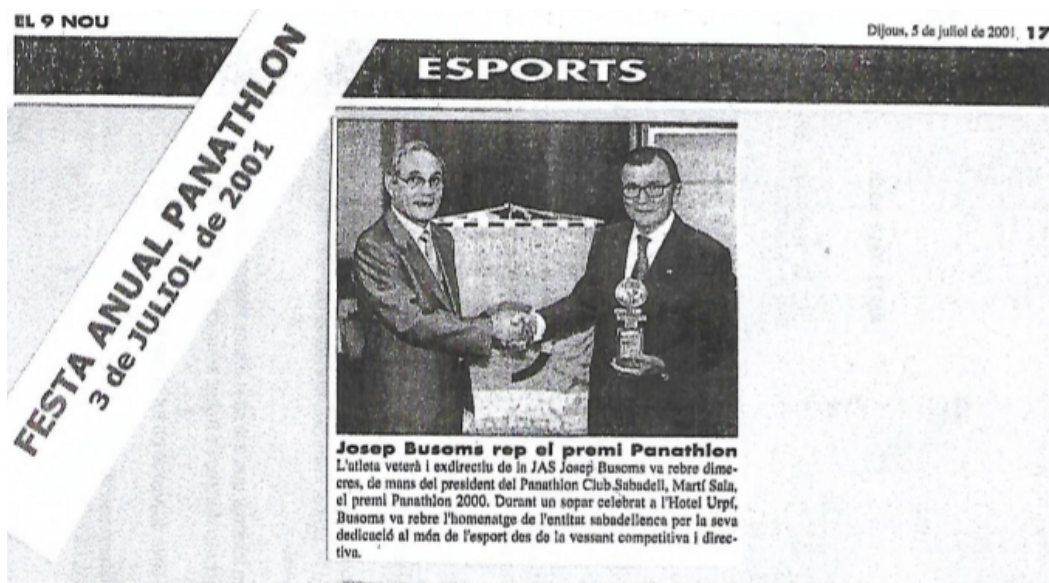 EL 9 NOU
Dijous, 5 de juliol de 2001, 17
ESPORTS
FESTA ANUAL PANATHLON
3 de JULIOL de 2001
Josep Busoms rep el premi Panathlon
L'atleta veterà i exdirectiu de la JAS Josep Busoms va rebre dime-
cres, de mans del president del Panathlon Club Sabadell, Martí Sala,
el premi Panathlon 2000. Durant un sopar celebrat a l'Hotel Urpí,
Busoms va rebre l'homenatge de l'entitat sabadellenca per la seva
dedicació al món de l'esport des de la vessant competitiva i direc-
tiva.